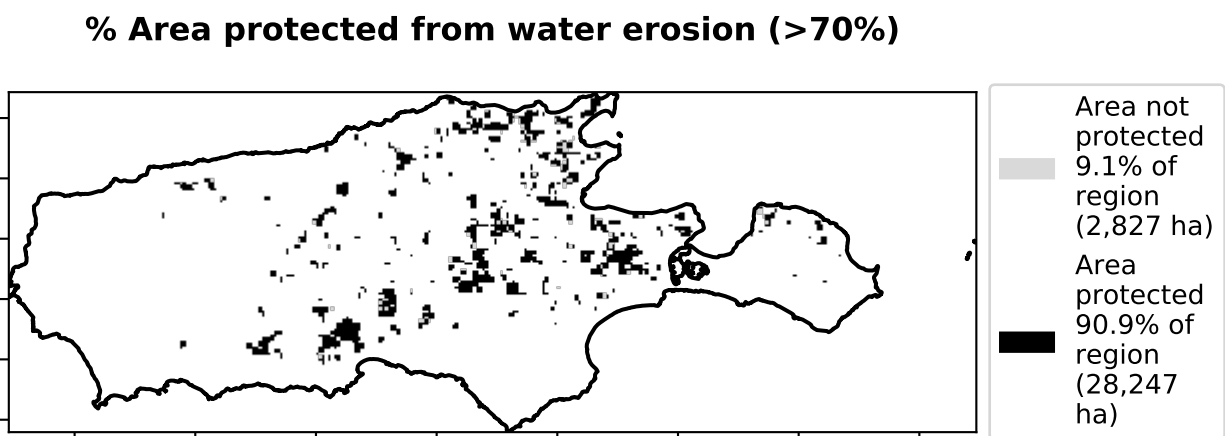 % Area protected from water erosion (>70%)
Area not
protected
9.1% of
region
(2,827 ha)
Area
protected
90.9% of
region
(28,247
ha)